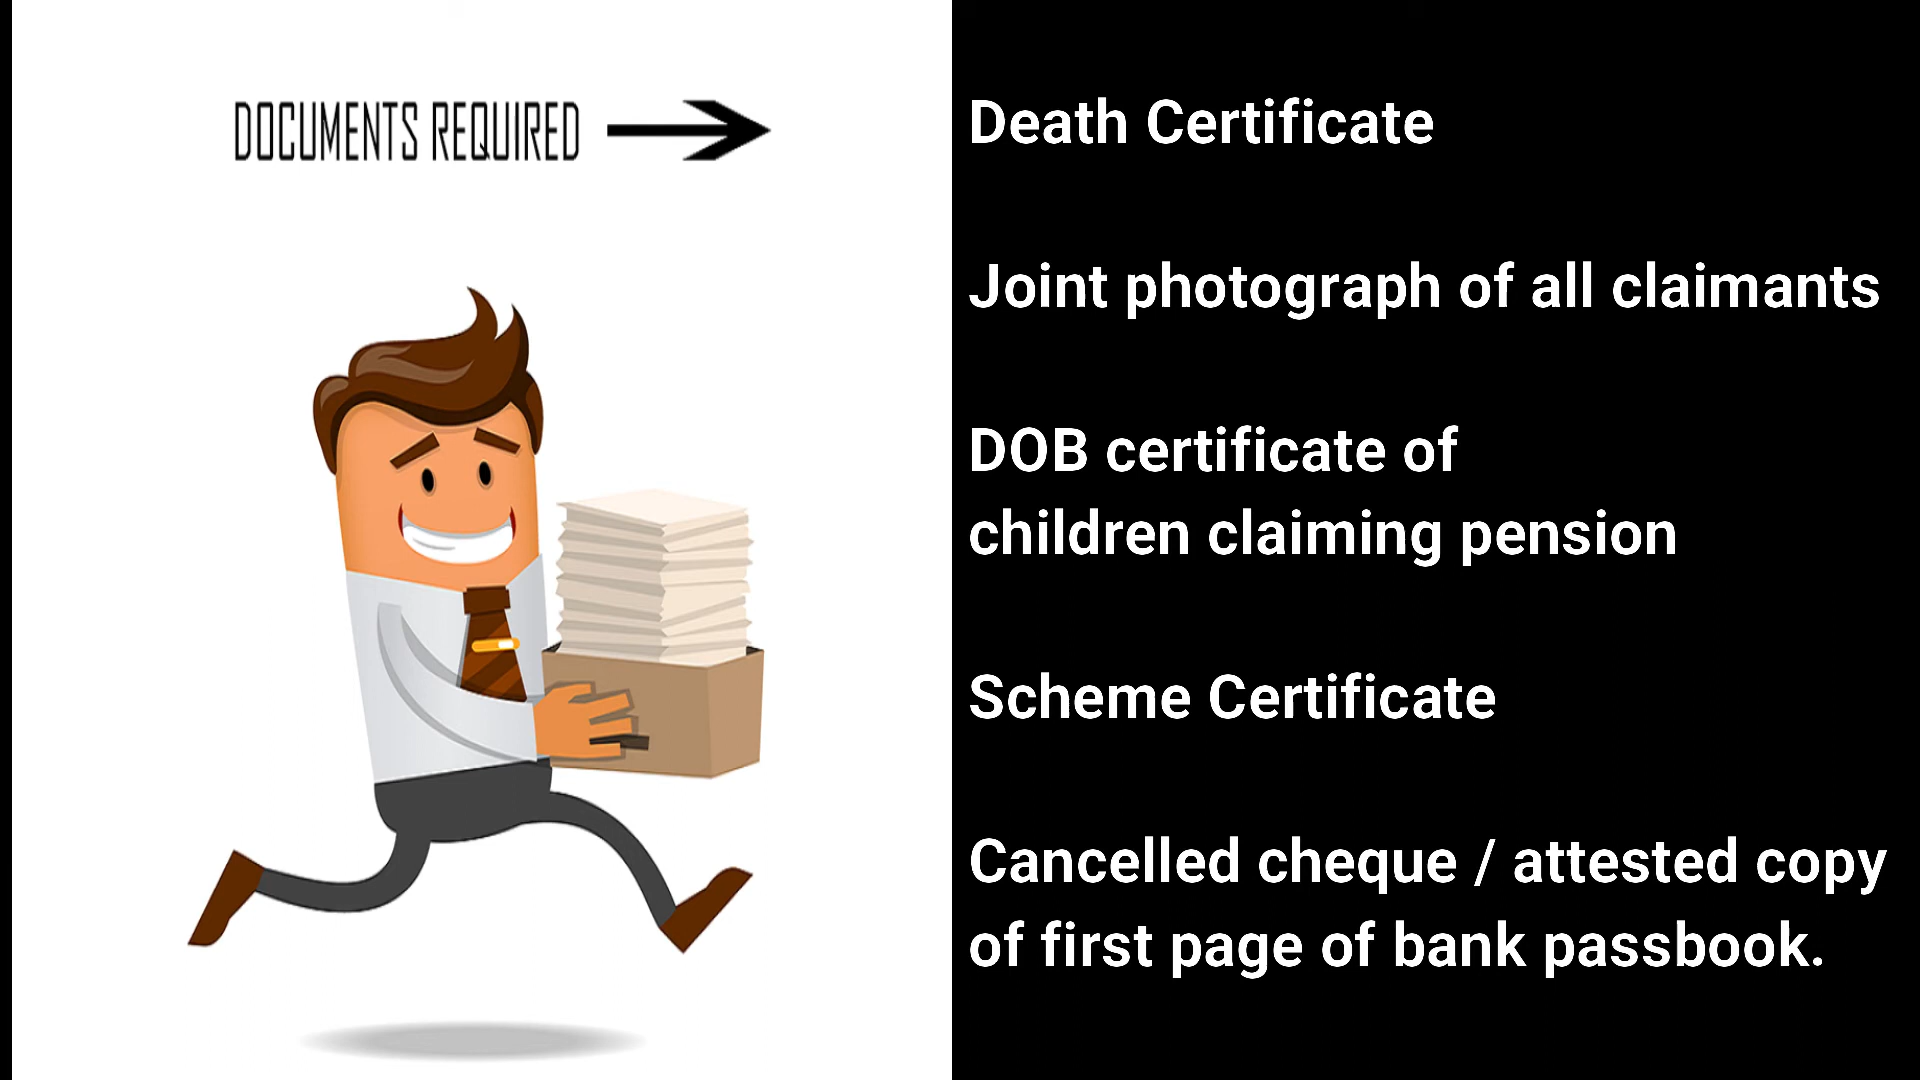 DOCUMENTS REQUIRED
Death Certificate
Joint photograph of all claimants
DOB certificate of
children claiming pension
Scheme Certificate
Cancelled cheque / attested copy
of first page of bank passbook.